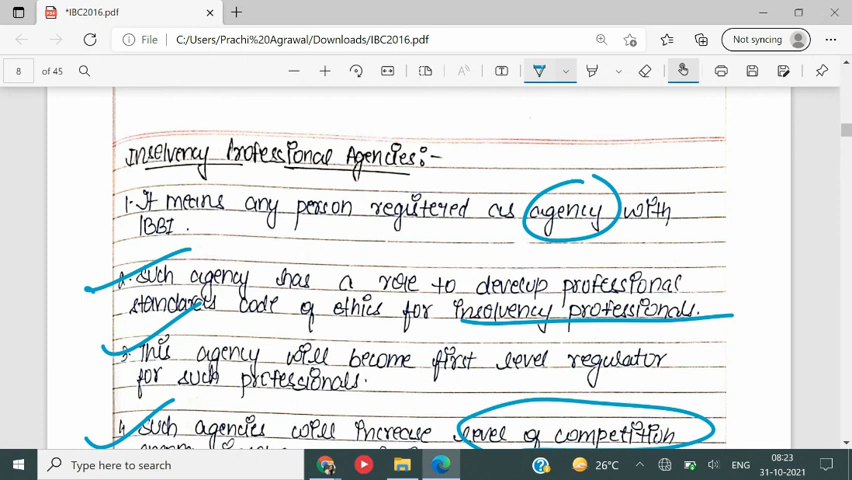 *IBC2016.pdf
File
C:/Users/Prachi%20Agrawal/Downloads/IBC2016.pdf
Not syncing
8 of 45
Insolvency Professional Agencies:-
1. It means any person registered as agency with
IBBI.
2. Such agency has a role to develop professional
standards code of ethics for insolvency professionals.
3. This agency will become first level regulator
for such professionals.
4. Such agencies will increase level of competition
Type here to search
26°C
ENG
08:23
31-10-2021